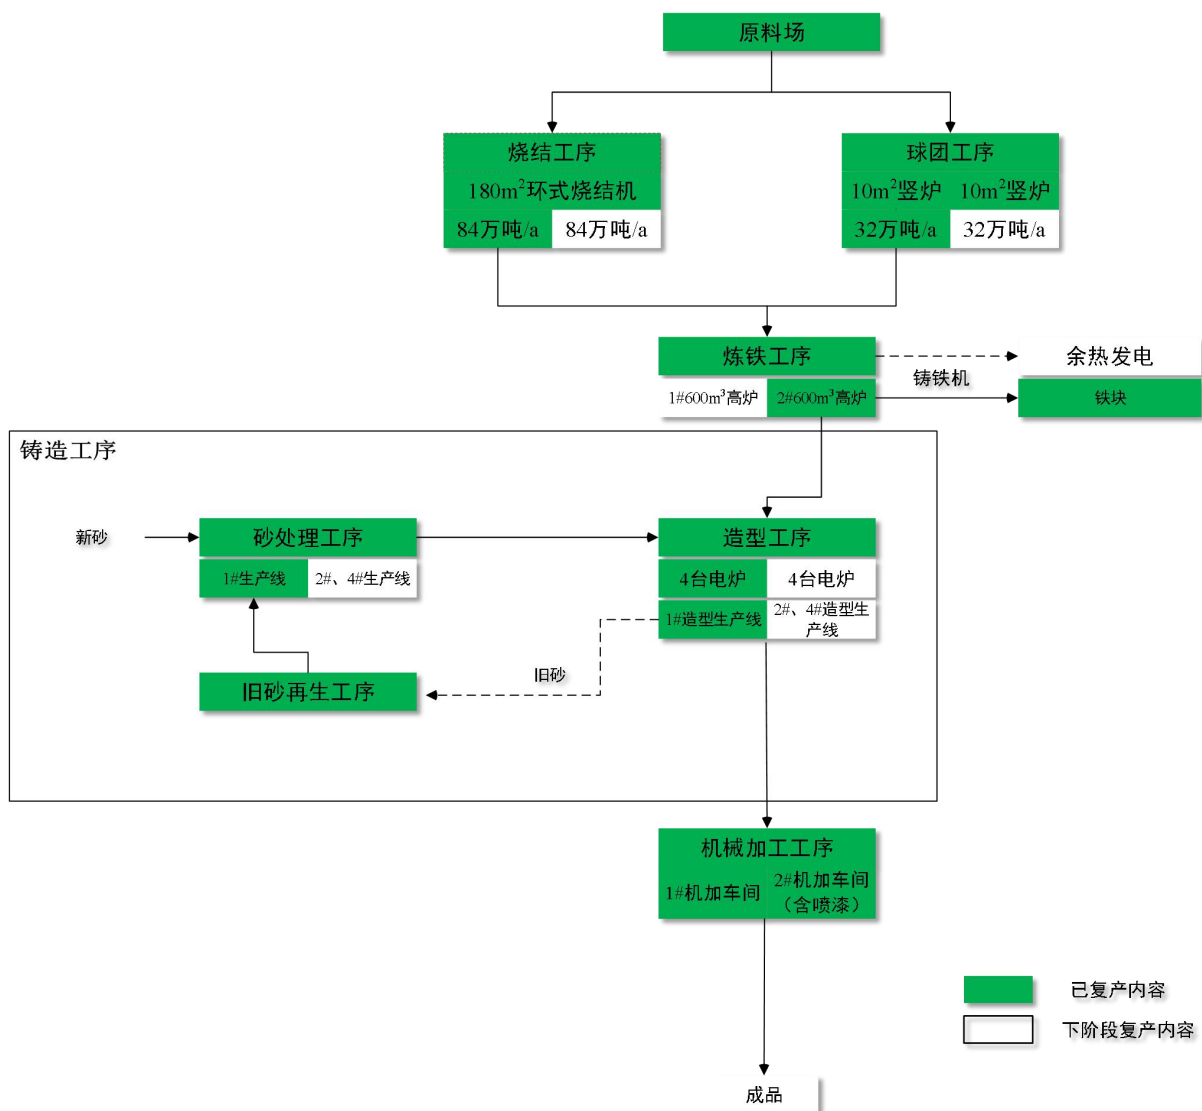 原料场
烧结工序
180m²环式烧结机
84万吨/a 84万吨/a
球团工序
10m²竖炉 10m²竖炉
32万吨/a 32万吨/a
炼铁工序
1#600m³高炉 2#600m³高炉
余热发电
铸铁机
铁块
铸造工序
新砂
砂处理工序
1#生产线 2#、4#生产线
造型工序
4台电炉 4台电炉
1#造型生产线
2#、4#造型生
产线
旧砂
旧砂再生工序
机械加工工序
1#机加车间
2#机加车间
（含喷漆）
已复产内容
下阶段复产内容
成品